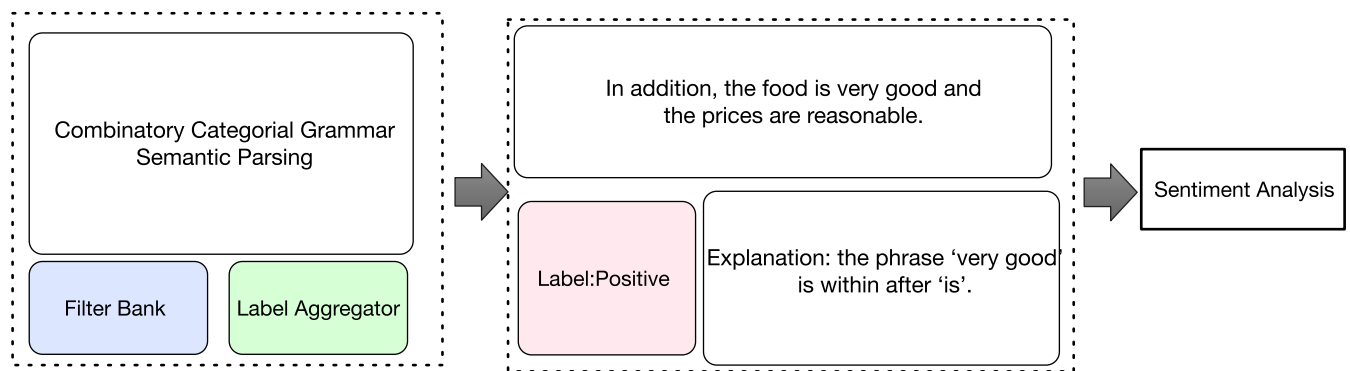 Combinatory Categorial Grammar
Semantic Parsing
Filter Bank
Label Aggregator
In addition, the food is very good and
the prices are reasonable.
Label:Positive
Explanation: the phrase ‘very good’
is within after ‘is’.
Sentiment Analysis